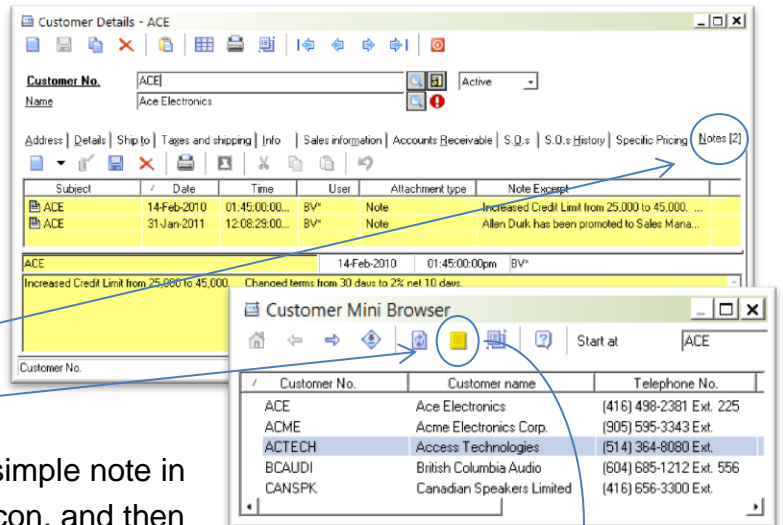 Customer Details - ACE
Customer No. ACE Active
Name Ace Electronics
Address Details Ship to Taxes and shipping Info Sales information Accounts Receivable S.O.s S.O.s History Specific Pricing Notes [2]
Subject / Date Time User Attachment type Note Excerpt
ACE 14-Feb-2010 01:45:00:00... BV* Note Increased Credit Limit from 25,000 to 45,000. ...
ACE 31-Jan-2011 12:08:29:00... BV* Note Allen Durk has been promoted to Sales Mana...
ACE 14-Feb-2010 01:45:00:00pm BV*
Increased Credit Limit from 25,000 to 45,000. Changed terms from 30 days to 2% net 10 days.
Customer No.
Customer Mini Browser
Start at ACE
/ Customer No. Customer name Telephone No.
ACE Ace Electronics (416) 498-2381 Ext. 225
ACME Acme Electronics Corp. (905) 595-3343 Ext.
ACTECH Access Technologies (514) 364-8080 Ext.
BCAUDI British Columbia Audio (604) 685-1212 Ext. 556
CANSPK Canadian Speakers Limited (416) 656-3300 Ext.
simple note in
con, and then